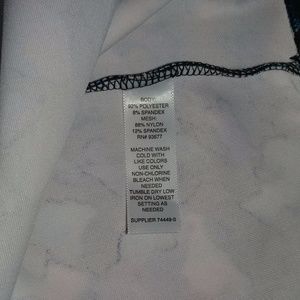 BODY:
92% POLYESTER
8% SPANDEX
MESH:
88% NYLON
12% SPANDEX
RN# 93677
MACHINE WASH
COLD WITH
LIKE COLORS
USE ONLY
NON-CHLORINE
BLEACH WHEN
NEEDED
TUMBLE DRY LOW
IRON ON LOWEST
SETTING AS
NEEDED
SUPPLIER 74449-0